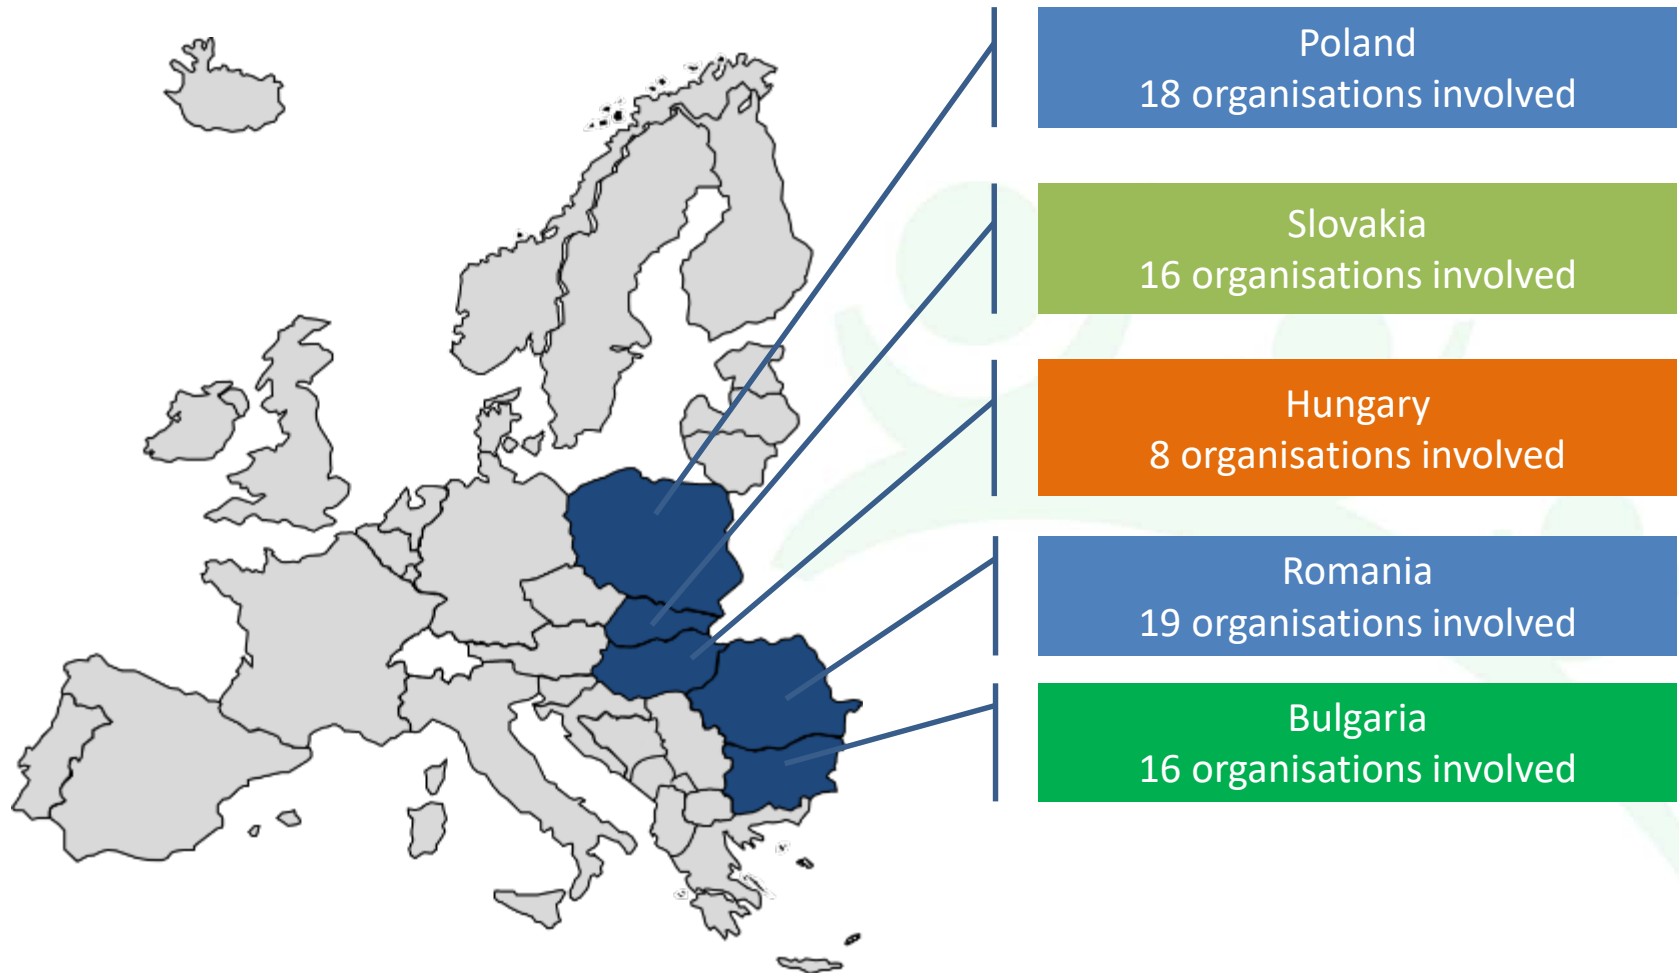 Poland
18 organisations involved
Slovakia
16 organisations involved
Hungary
8 organisations involved
Romania
19 organisations involved
Bulgaria
16 organisations involved